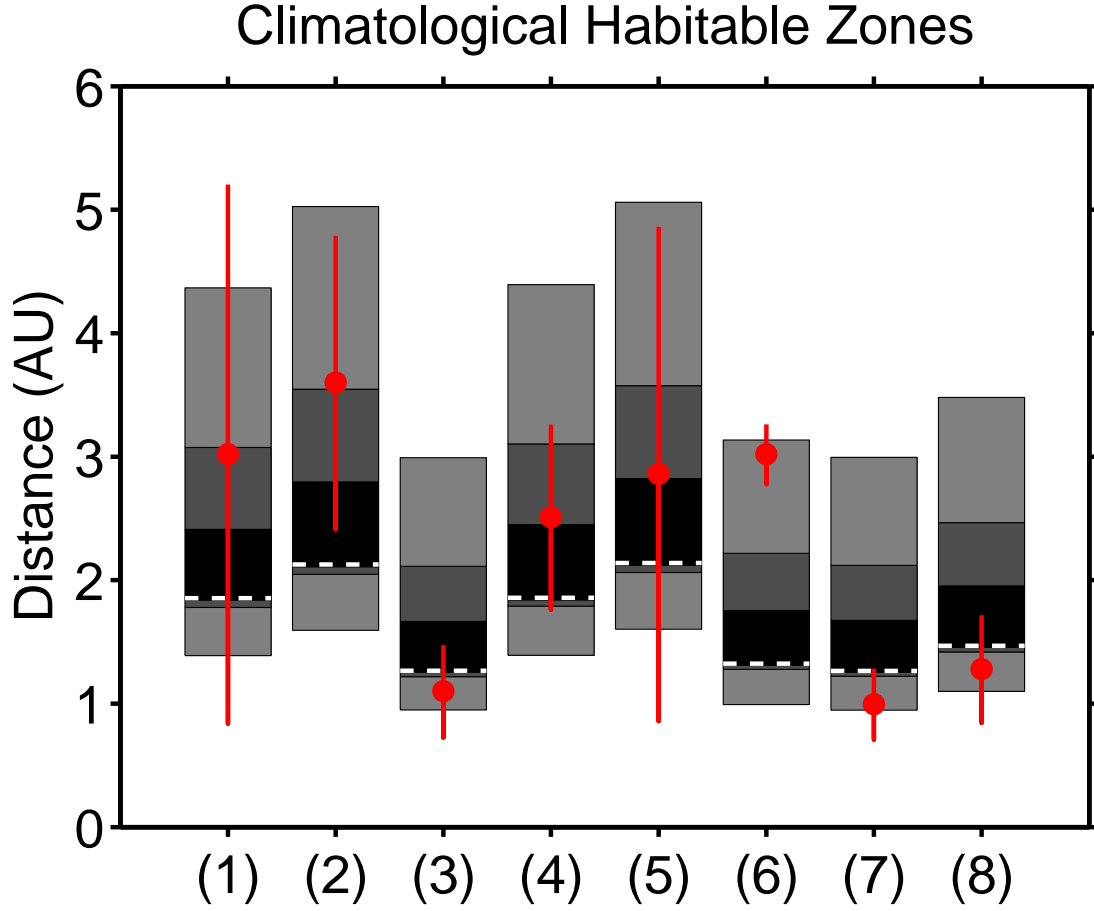 Climatological Habitable Zones
Distance (AU)
6
5
4
3
2
1
0
(1) (2) (3) (4) (5) (6) (7) (8)